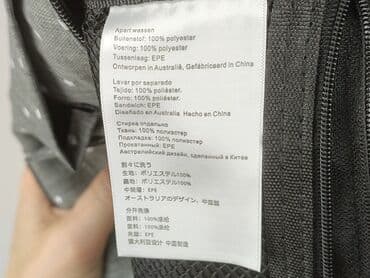 Apart wassen
Buitenstof: 100% polyester
Voering: 100% polyester
Tussenlaag: EPE
Ontworpen in Australië, Gefabriceerd in China
Lavar por separado
Tejido: 100% poliéster.
Forro: 100% poliéster.
Sandwich: EPE
Diseñado en Australia Hecho en China
Стирка отдельно
Ткань: 100% полиэстер
Подкладка: 100% полиэстер
Прокатанный: EPE
Австралийский дизайн, сделанный в Китае
別々に洗う
生地: ポリエステル100%
裏地: ポリエステル100%
中間層: EPE
オーストラリアのデザイン、中国製
分开洗涤
面料: 100%涤纶
里料: 100%涤纶
夹层: EPE
澳大利亚设计 中国制造